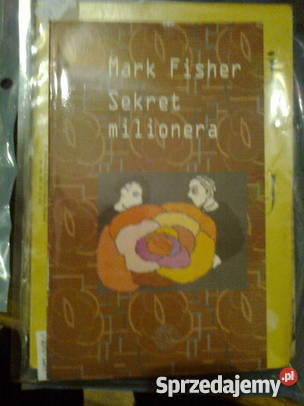 Mark Fisher
Sekret
milionera
Sprzedajemy.pl